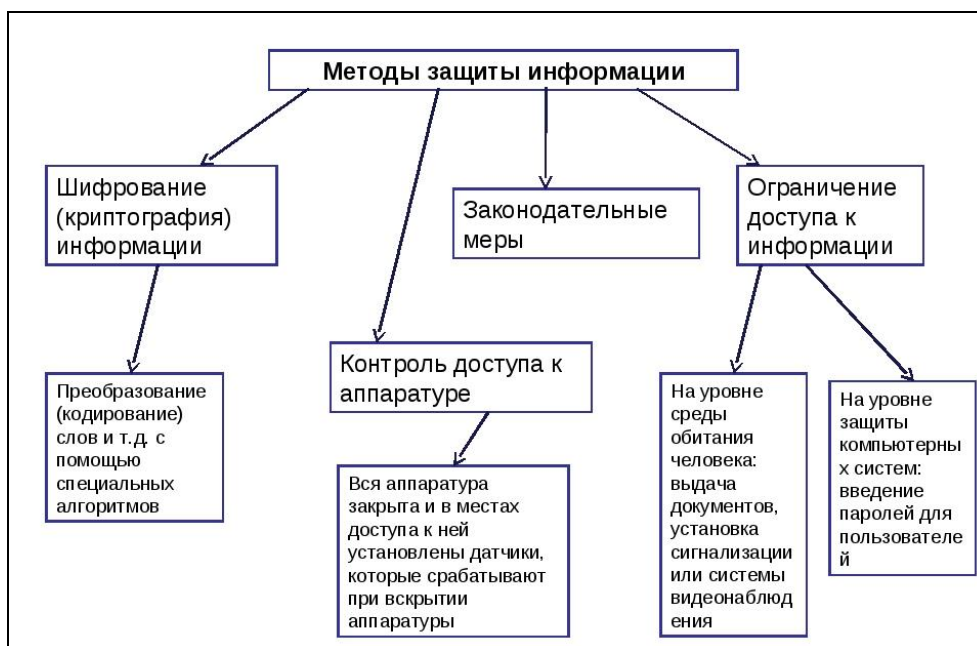 Методы защиты информации
Шифрование
(криптография)
информации
Законодательные
меры
Ограничение
доступа к
информации
Контроль доступа к
аппаратуре
Преобразование
(кодирование)
слов и т.д. с
помощью
специальных
алгоритмов
Вся аппаратура
закрыта и в местах
доступа к ней
установлены датчики,
которые срабатывают
при вскрытии
аппаратуры
На уровне
среды
обитания
человека:
выдача
документов,
установка
сигнализации
или системы
видеонаблюд
ения
На уровне
защиты
компьютерны
х систем:
введение
паролей для
пользователе
й